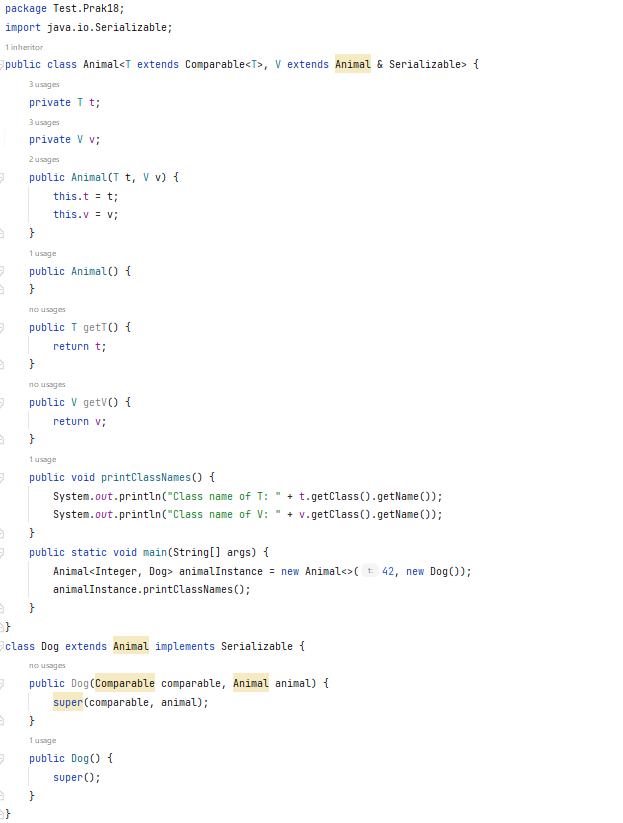 package Test.Prak18;
import java.io.Serializable;
1 inheritor
public class Animal<T extends Comparable<T>, V extends Animal & Serializable> {
3 usages
private T t;
3 usages
private V v;
2 usages
public Animal(T t, V v) {
this.t = t;
this.v = v;
}
1 usage
public Animal() {
}
no usages
public T getT() {
return t;
}
no usages
public V getV() {
return v;
}
1 usage
public void printClassNames() {
System.out.println("Class name of T: " + t.getClass().getName());
System.out.println("Class name of V: " + v.getClass().getName());
}
public static void main(String[] args) {
Animal<Integer, Dog> animalInstance = new Animal<>( t: 42, new Dog());
animalInstance.printClassNames();
}
}
class Dog extends Animal implements Serializable {
no usages
public Dog(Comparable comparable, Animal animal) {
super(comparable, animal);
}
1 usage
public Dog() {
super();
}
}